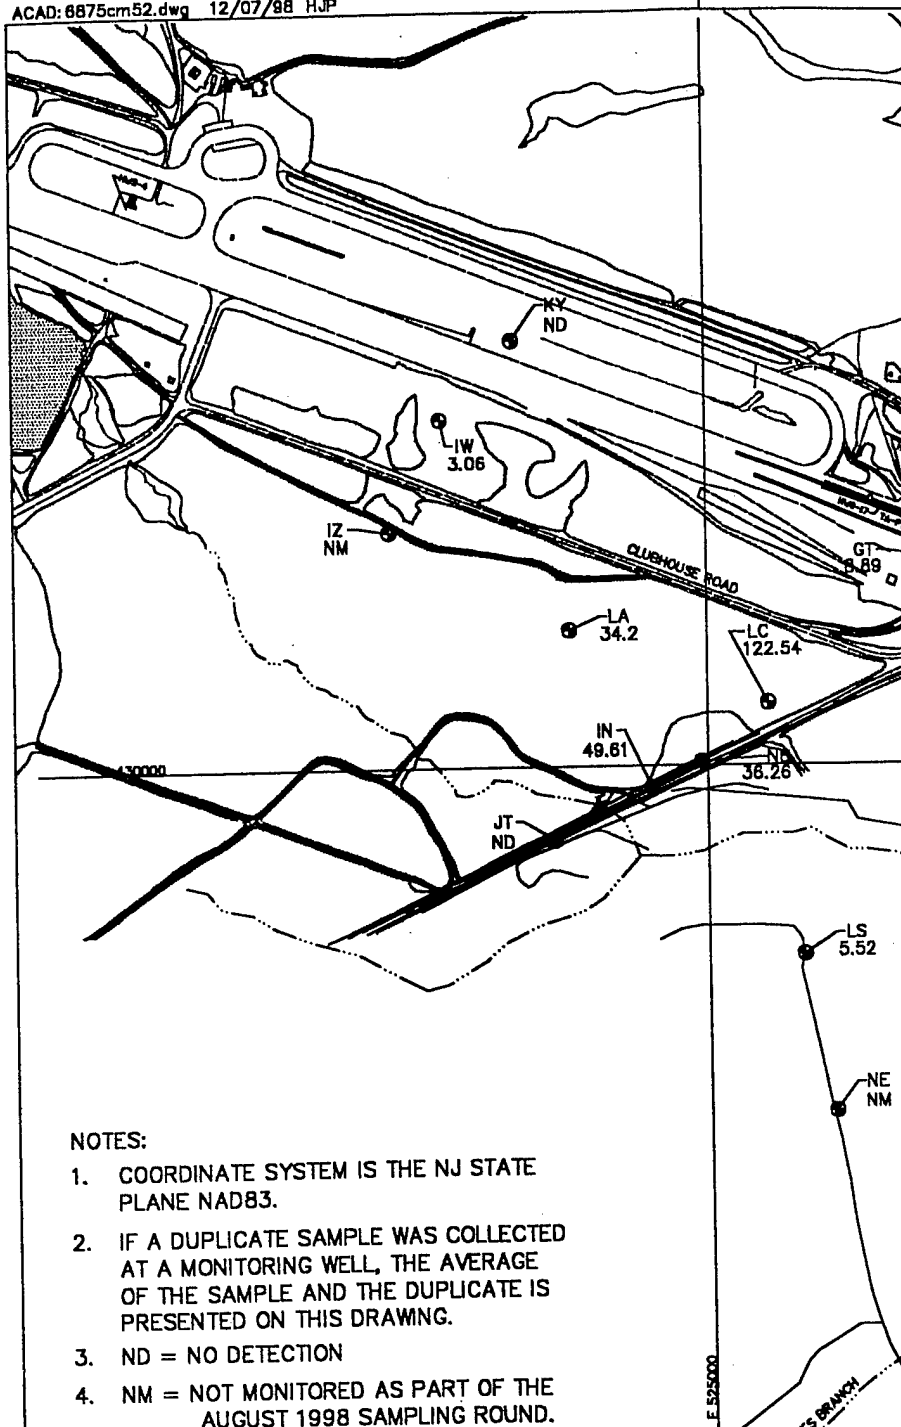 ACAD: 6875cm52.dwg 12/07/98 HJP
KY
ND
IW
3.06
IZ
NM
CLUBHOUSE ROAD
GT
LA
34.2
LC
122.54
IN
49.61
36.26
430000
JT
ND
LS
5.52
NE
NM
NOTES:
1. COORDINATE SYSTEM IS THE NJ STATE
PLANE NAD83.
2. IF A DUPLICATE SAMPLE WAS COLLECTED
AT A MONITORING WELL, THE AVERAGE
OF THE SAMPLE AND THE DUPLICATE IS
PRESENTED ON THIS DRAWING.
3. ND = NO DETECTION
4. NM = NOT MONITORED AS PART OF THE
AUGUST 1998 SAMPLING ROUND.
E 525000
BRANCH